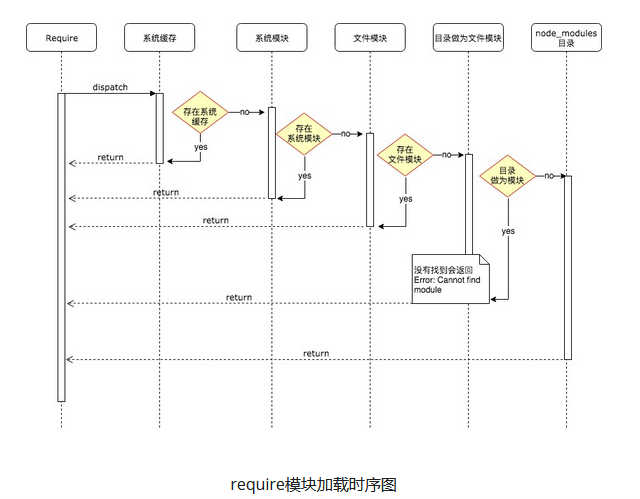 Require
系统缓存
系统模块
文件模块
目录做为文件模块
node_modules
目录
dispatch
存在系统
缓存
no
存在
系统模块
no
存在
文件模块
no
目录
做为模块
no
yes
return
yes
return
yes
return
yes
没有找到会返回
Error: Cannot find
module
return
return
require模块加载时序图